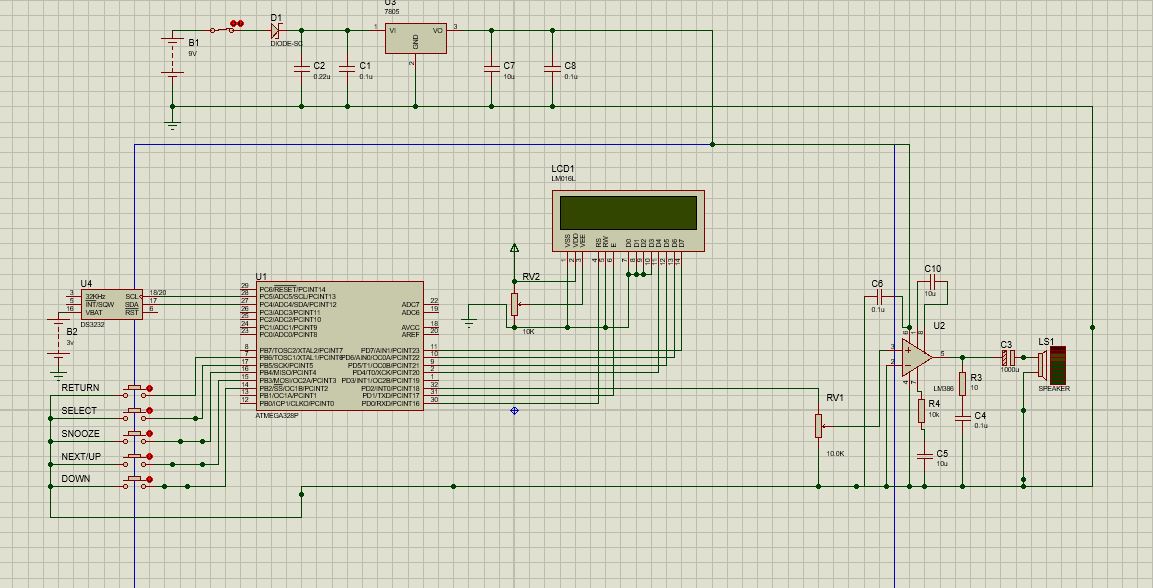 U3
7805
D1
DIODE-SC
B1
9V
1
VI
VO
3
GND
2
C2
0.22u
C1
0.1u
C7
10u
C8
0.1u
LCD1
LM016L
VSS
VDD
VEE
RS
RW
E
D0
D1
D2
D3
D4
D5
D6
D7
1
2
3
4
5
6
7
8
9
10
11
12
13
14
RV2
10K
U4
3
32KHz
5
INT/SQW
16
VBAT
SCL
18/20
SDA
17
RST
6
DS3232
B2
3v
U1
29
PC6/RESET/PCINT14
28
PC5/ADC5/SCL/PCINT13
27
PC4/ADC4/SDA/PCINT12
26
PC3/ADC3/PCINT11
25
PC2/ADC2/PCINT10
24
PC1/ADC1/PCINT9
23
PC0/ADC0/PCINT8
ADC7
22
ADC6
19
AVCC
18
AREF
20
8
PB7/TOSC2/XTAL2/PCINT7
7
PB6/TOSC1/XTAL1/PCINT6
17
PB5/SCK/PCINT5
16
PB4/MISO/PCINT4
15
PB3/MOSI/OC2A/PCINT3
14
PB2/SS/OC1B/PCINT2
13
PB1/OC1A/PCINT1
12
PB0/ICP1/CLKO/PCINT0
PD7/AIN1/PCINT23
11
PD6/AIN0/OC0A/PCINT22
10
PD5/T1/OC0B/PCINT21
9
PD4/T0/XCK/PCINT20
2
PD3/INT1/OC2B/PCINT19
1
PD2/INT0/PCINT18
32
PD1/TXD/PCINT17
31
PD0/RXD/PCINT16
30
ATMEGA328P
RETURN
SELECT
SNOOZE
NEXT/UP
DOWN
RV1
10.0K
C6
0.1u
C10
10u
U2
6
1
8
3
2
5
4
7
LM386
R4
10k
C5
10u
R3
10
C4
0.1u
C3
1000u
LS1
SPEAKER